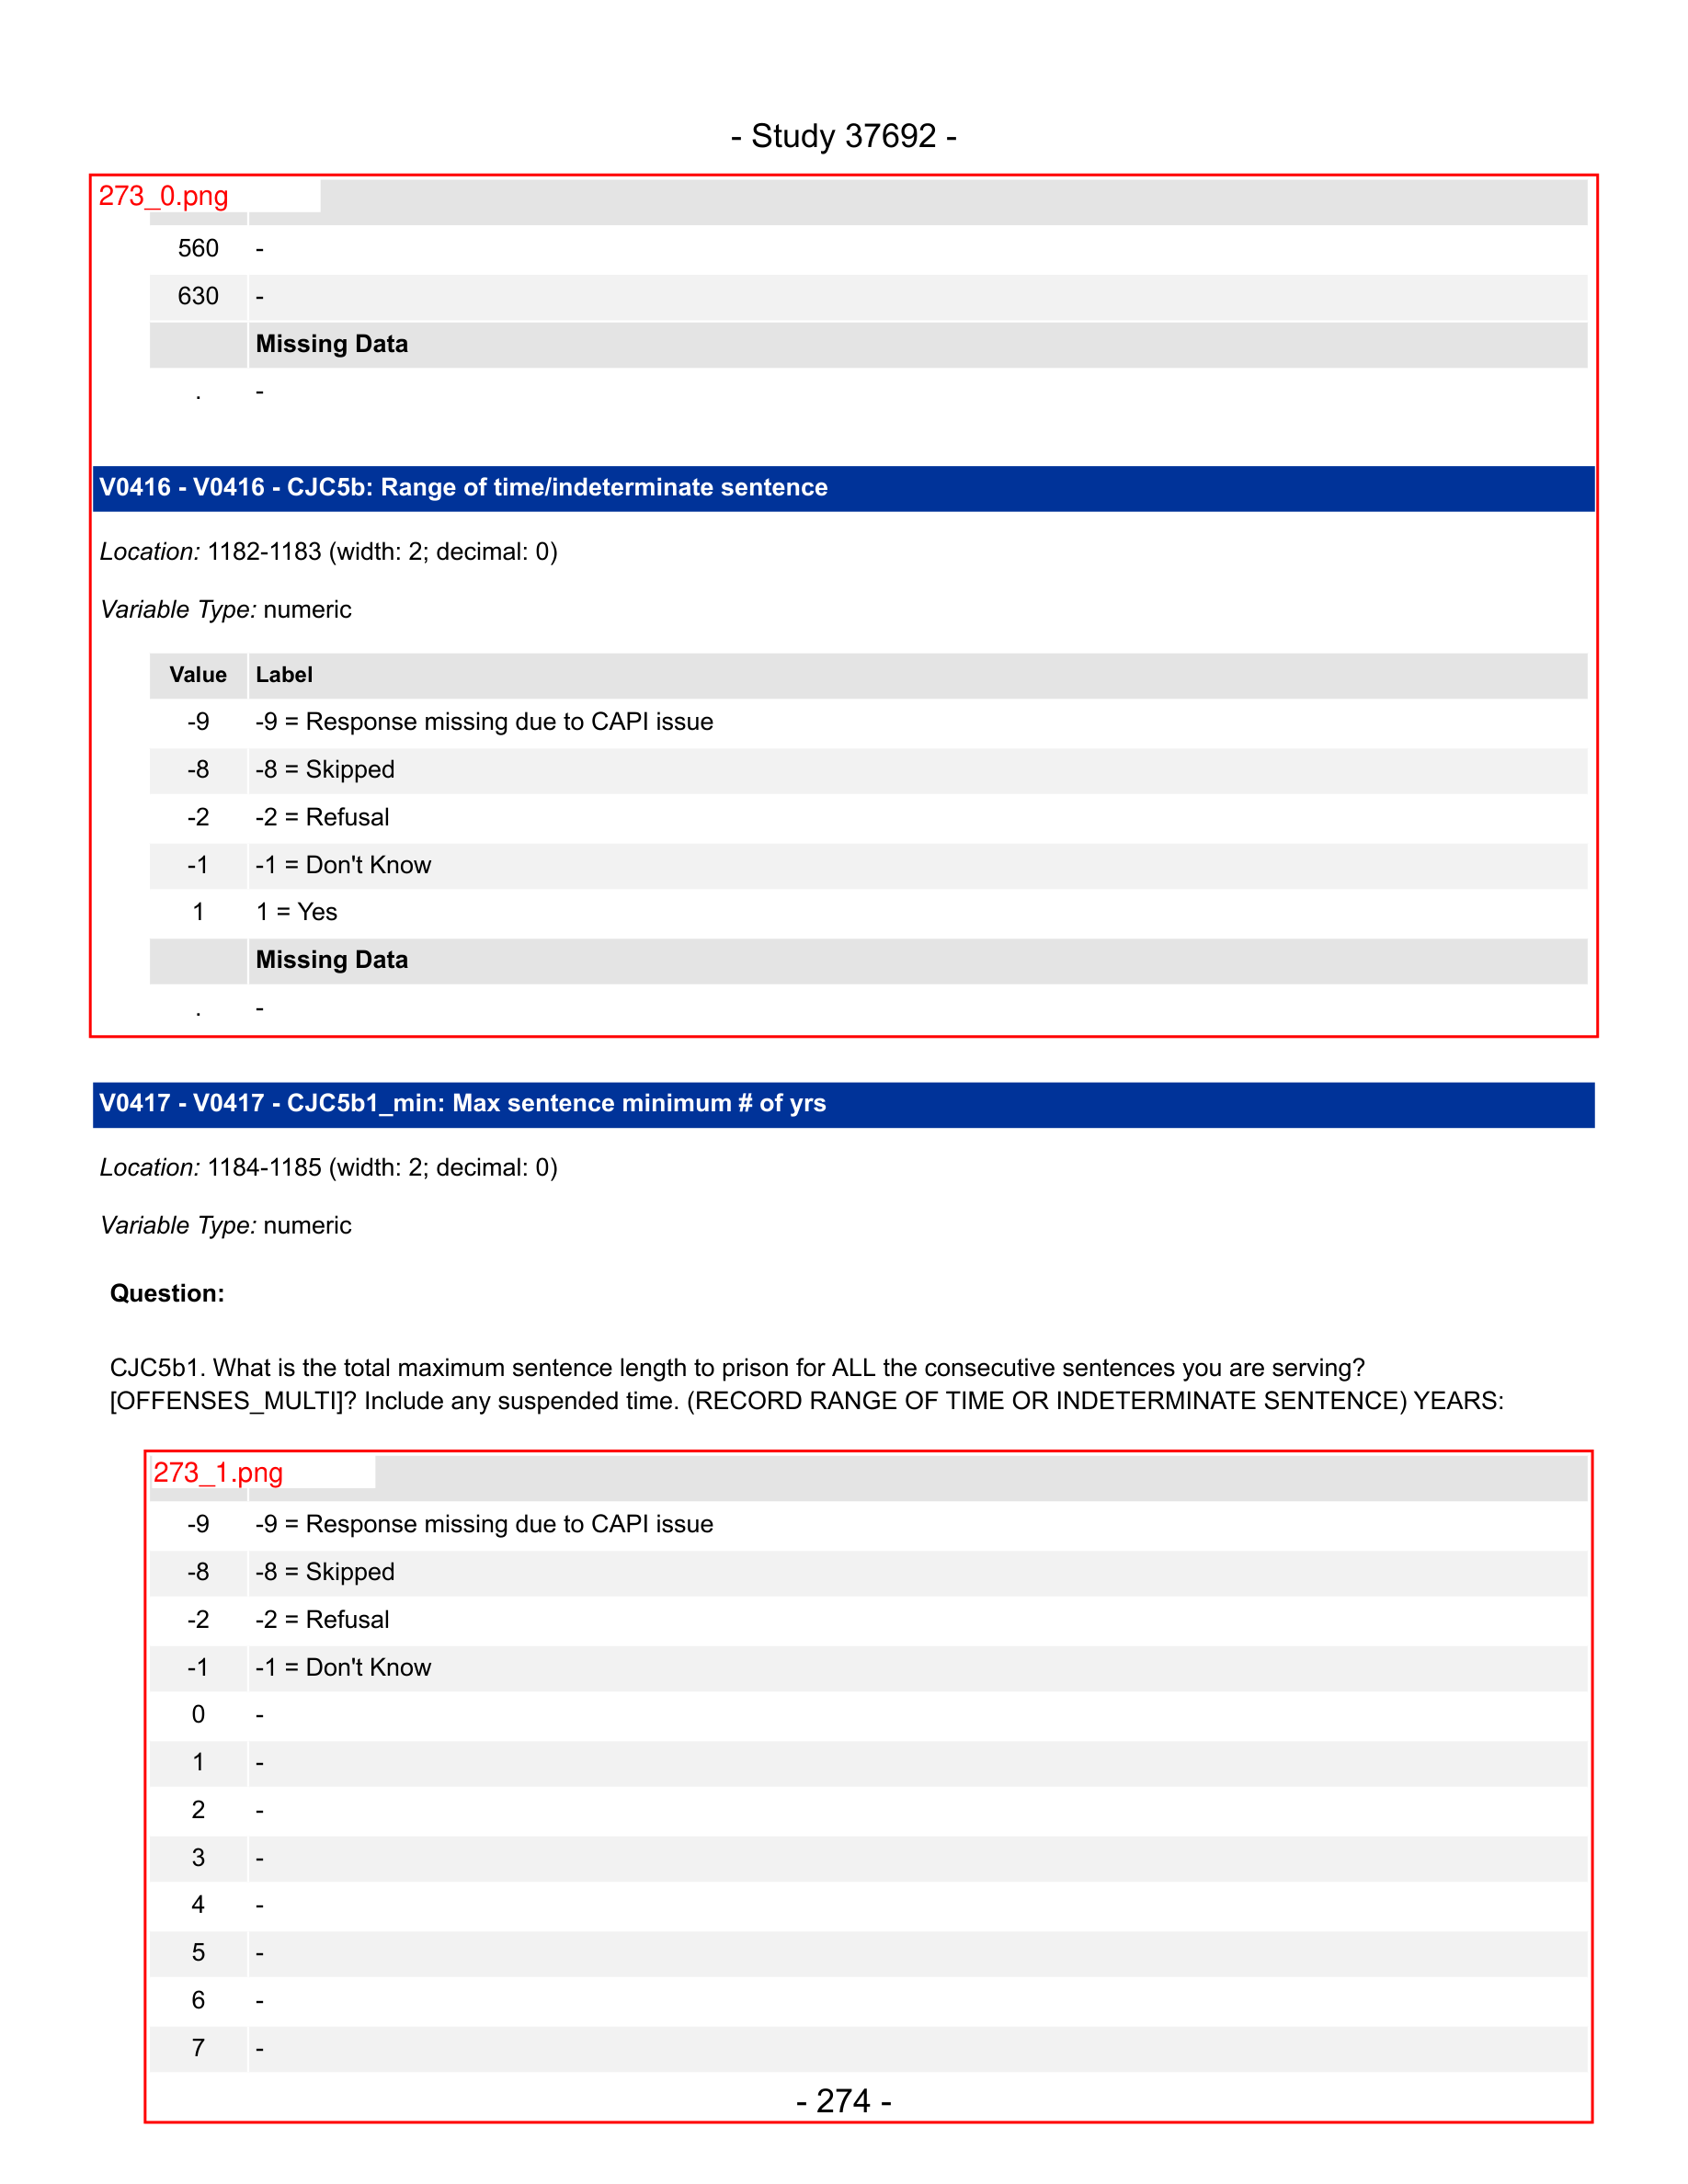 - Study 37692 -
273_0.png
560 -
630 -
Missing Data
. -
V0416 - V0416 - CJC5b: Range of time/indeterminate sentence
Location: 1182-1183 (width: 2; decimal: 0)
Variable Type: numeric
Value Label
-9 -9 = Response missing due to CAPI issue
-8 -8 = Skipped
-2 -2 = Refusal
-1 -1 = Don't Know
1 1 = Yes
Missing Data
. -
V0417 - V0417 - CJC5b1_min: Max sentence minimum # of yrs
Location: 1184-1185 (width: 2; decimal: 0)
Variable Type: numeric
Question:
CJC5b1. What is the total maximum sentence length to prison for ALL the consecutive sentences you are serving?
[OFFENSES_MULTI]? Include any suspended time. (RECORD RANGE OF TIME OR INDETERMINATE SENTENCE) YEARS:
273_1.png
-9 -9 = Response missing due to CAPI issue
-8 -8 = Skipped
-2 -2 = Refusal
-1 -1 = Don't Know
0 -
1 -
2 -
3 -
4 -
5 -
6 -
7 -
- 274 -